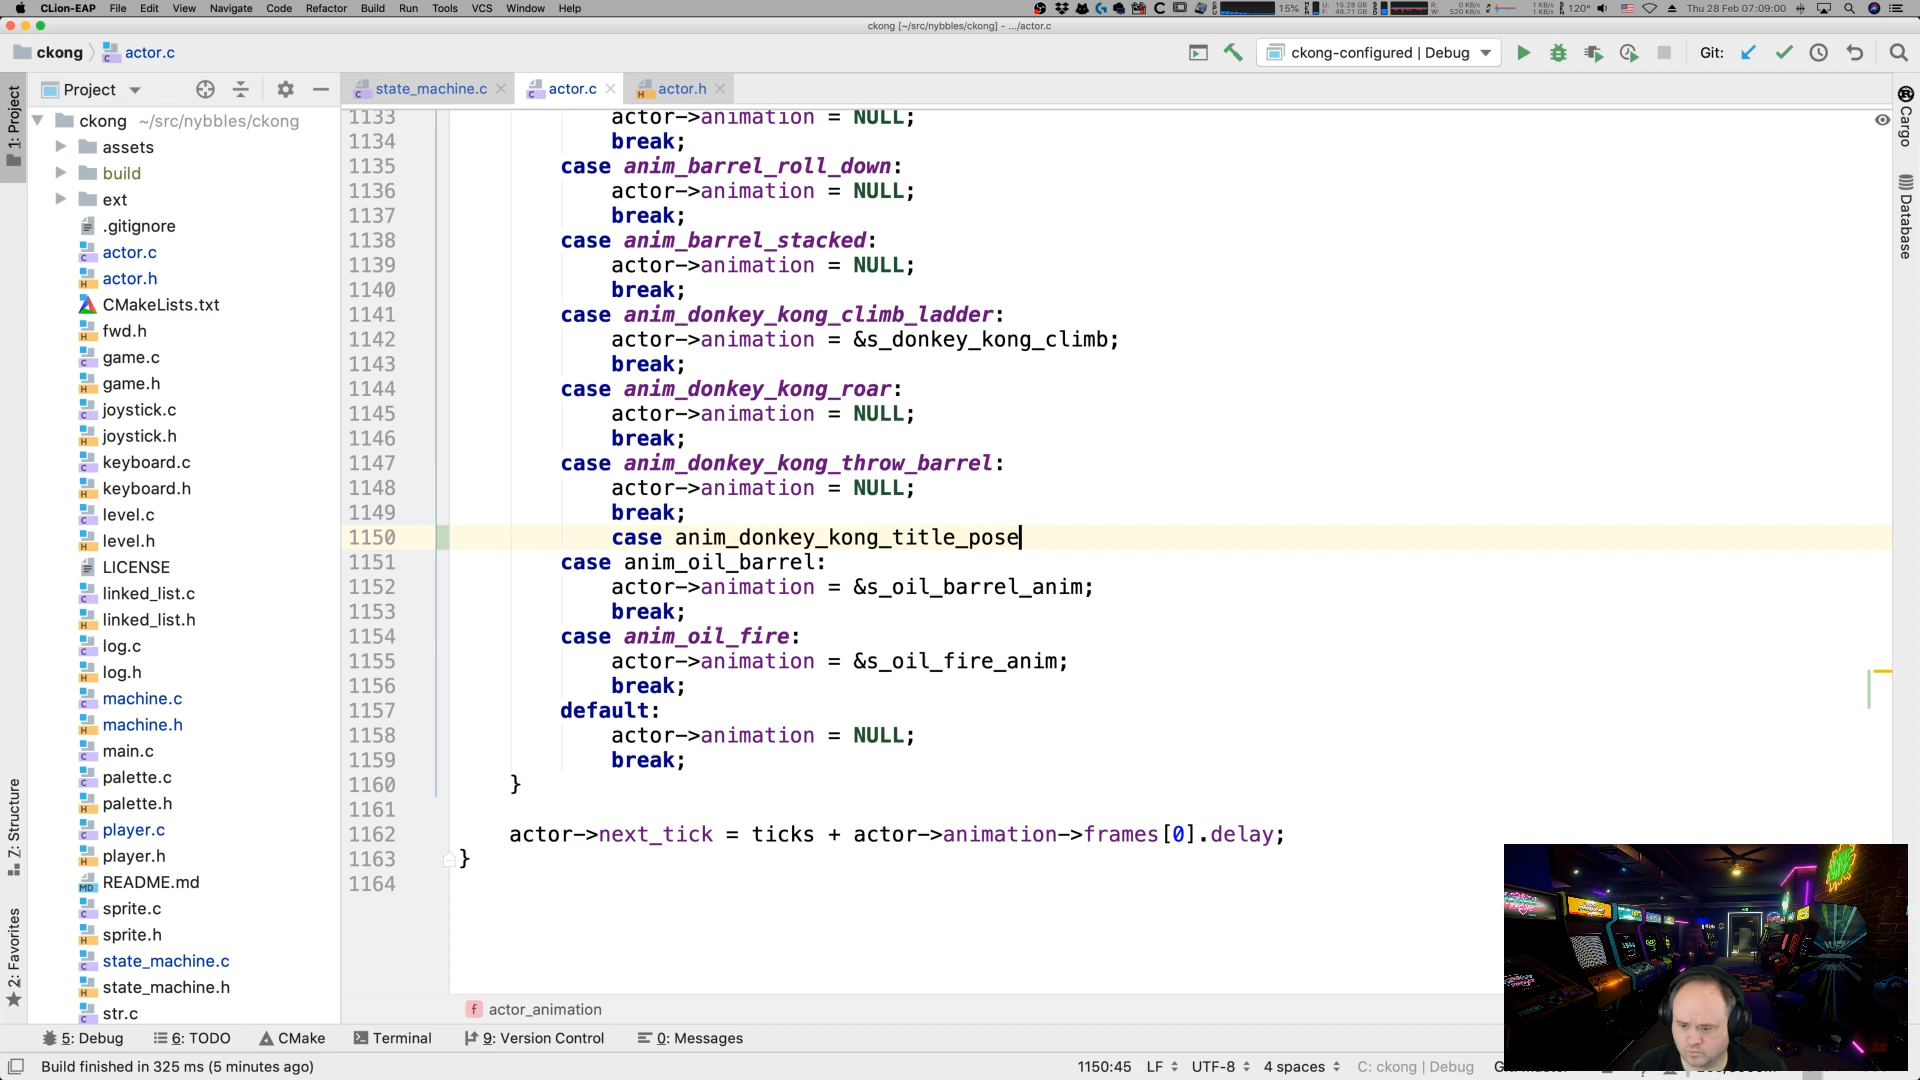 CLion-EAP File Edit View Navigate Code Refactor Build Run Tools VCS Window Help 15% 120° Thu 28 Feb 07:09:00
ckong [~/src/nybbles/ckong] - .../actor.c
ckong actor.c ckong-configured | Debug Git:
Project state_machine.c actor.c actor.h
1: Project
Z: Structure
2: Favorites
Cargo
Database
ckong ~/src/nybbles/ckong
assets
build
ext
.gitignore
actor.c
actor.h
CMakeLists.txt
fwd.h
game.c
game.h
joystick.c
joystick.h
keyboard.c
keyboard.h
level.c
level.h
LICENSE
linked_list.c
linked_list.h
log.c
log.h
machine.c
machine.h
main.c
palette.c
palette.h
player.c
player.h
README.md
sprite.c
sprite.h
state_machine.c
state_machine.h
str.c
1133 actor->animation = NULL;
1134 break;
1135 case anim_barrel_roll_down:
1136 actor->animation = NULL;
1137 break;
1138 case anim_barrel_stacked:
1139 actor->animation = NULL;
1140 break;
1141 case anim_donkey_kong_climb_ladder:
1142 actor->animation = &s_donkey_kong_climb;
1143 break;
1144 case anim_donkey_kong_roar:
1145 actor->animation = NULL;
1146 break;
1147 case anim_donkey_kong_throw_barrel:
1148 actor->animation = NULL;
1149 break;
1150 case anim_donkey_kong_title_pose
1151 case anim_oil_barrel:
1152 actor->animation = &s_oil_barrel_anim;
1153 break;
1154 case anim_oil_fire:
1155 actor->animation = &s_oil_fire_anim;
1156 break;
1157 default:
1158 actor->animation = NULL;
1159 break;
1160 }
1161
1162 actor->next_tick = ticks + actor->animation->frames[0].delay;
1163 }
1164
f actor_animation
5: Debug 6: TODO CMake Terminal 9: Version Control 0: Messages
Build finished in 325 ms (5 minutes ago) 1150:45 LF UTF-8 4 spaces C: ckong | Debug